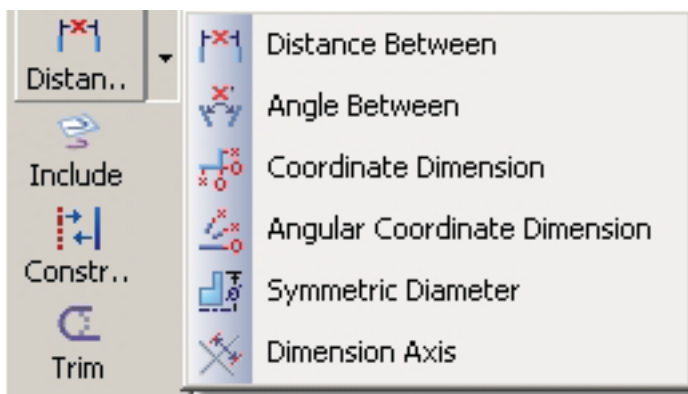 Distan..
Include
Constr..
Trim
Distance Between
Angle Between
Coordinate Dimension
Angular Coordinate Dimension
Symmetric Diameter
Dimension Axis